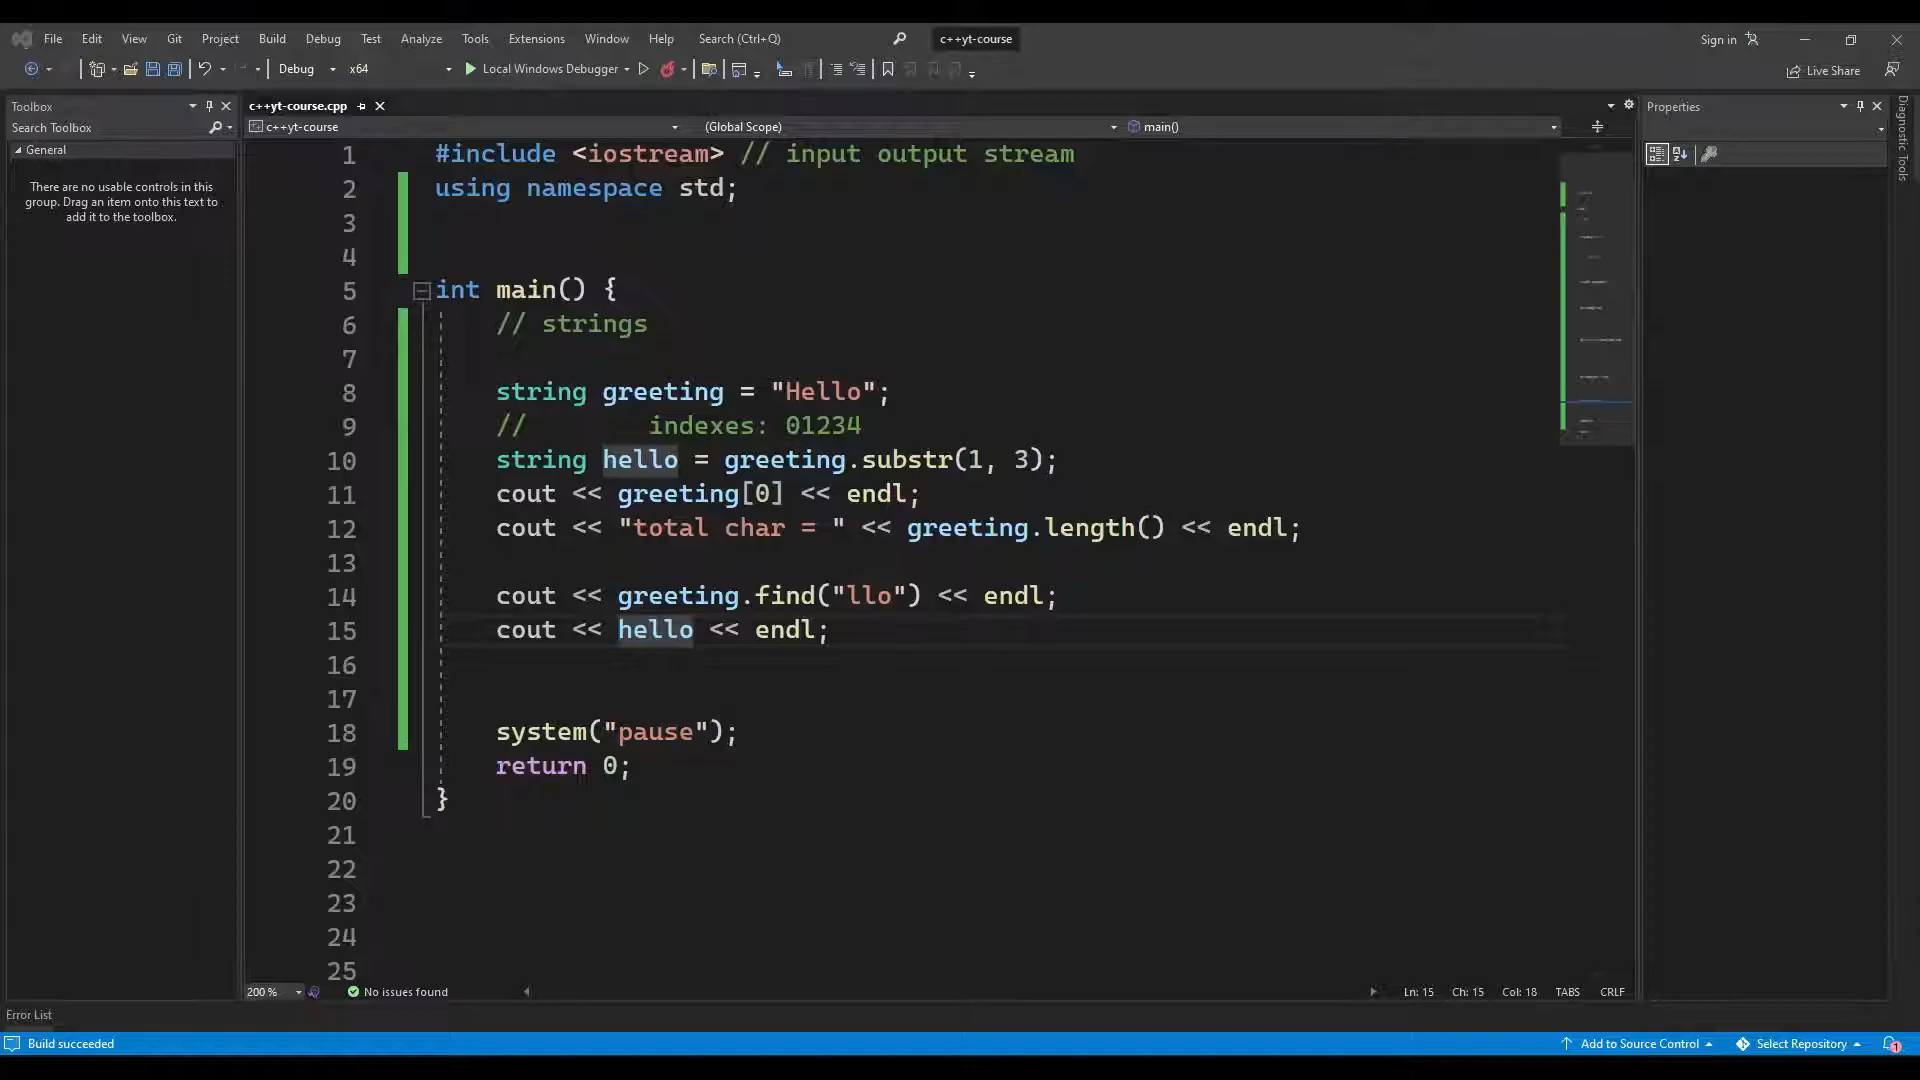 File Edit View Git Project Build Debug Test Analyze Tools Extensions Window Help Search (Ctrl+Q) c++yt-course Sign in
Debug x64 Local Windows Debugger Live Share
Toolbox
Search Toolbox
General
There are no usable controls in this
group. Drag an item onto this text to
add it to the toolbox.
c++yt-course.cpp
c++yt-course (Global Scope) main()
1 #include <iostream> // input output stream
2 using namespace std;
3
4
5 int main() {
6 // strings
7
8 string greeting = "Hello";
9 // indexes: 01234
10 string hello = greeting.substr(1, 3);
11 cout << greeting[0] << endl;
12 cout << "total char = " << greeting.length() << endl;
13
14 cout << greeting.find("llo") << endl;
15 cout << hello << endl;
16
17
18 system("pause");
19 return 0;
20 }
21
22
23
24
25
200 % No issues found Ln: 15 Ch: 15 Col: 18 TABS CRLF
Properties
Diagnostic Tools
Error List
Build succeeded Add to Source Control Select Repository 1